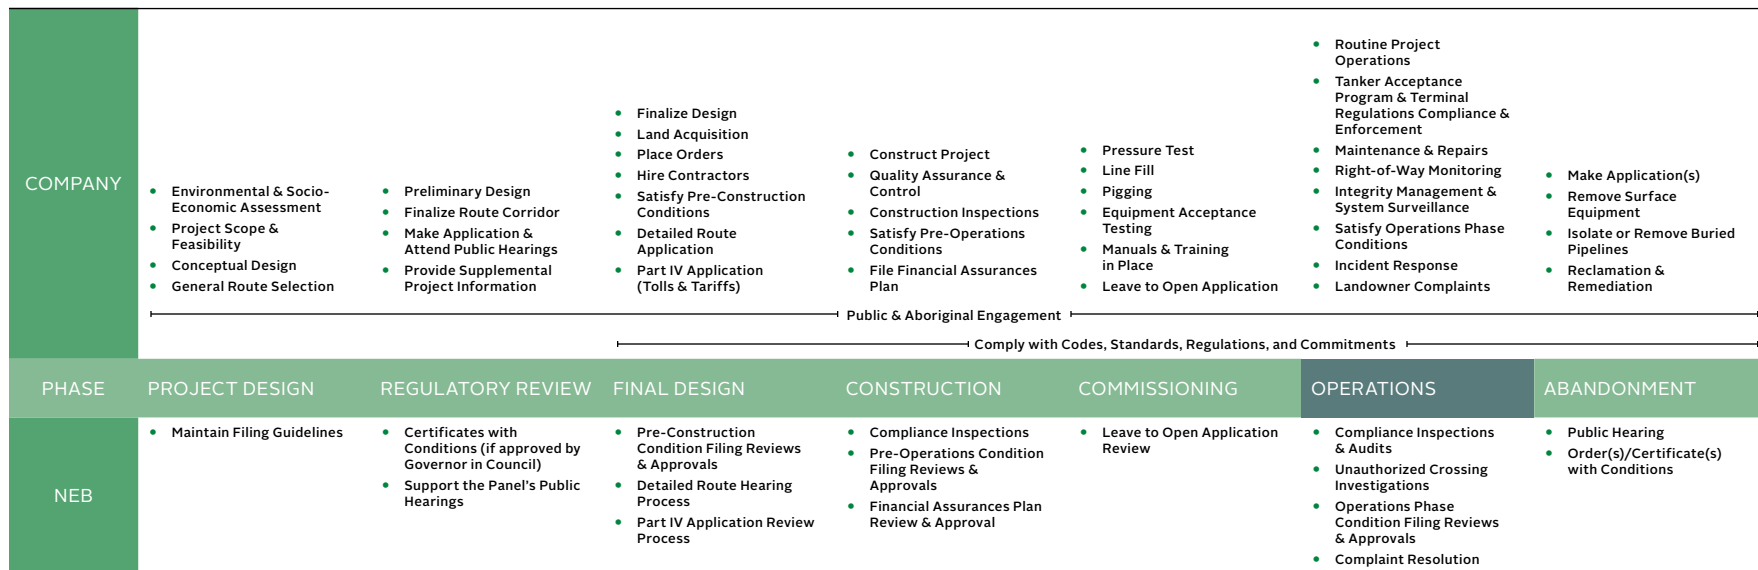 COMPANY
Environmental & Socio-
Economic Assessment
Project Scope &
Feasibility
Conceptual Design
General Route Selection
Preliminary Design
Finalize Route Corridor
Make Application &
Attend Public Hearings
Provide Supplemental
Project Information
Finalize Design
Land Acquisition
Place Orders
Hire Contractors
Satisfy Pre-Construction
Conditions
Detailed Route
Application
Part IV Application
(Tolls & Tariffs)
Construct Project
Quality Assurance &
Control
Construction Inspections
Satisfy Pre-Operations
Conditions
File Financial Assurances
Plan
Pressure Test
Line Fill
Pigging
Equipment Acceptance
Testing
Manuals & Training
in Place
Leave to Open Application
Routine Project
Operations
Tanker Acceptance
Program & Terminal
Regulations Compliance &
Enforcement
Maintenance & Repairs
Right-of-Way Monitoring
Integrity Management &
System Surveillance
Satisfy Operations Phase
Conditions
Incident Response
Landowner Complaints
Make Application(s)
Remove Surface
Equipment
Isolate or Remove Buried
Pipelines
Reclamation &
Remediation
Public & Aboriginal Engagement
Comply with Codes, Standards, Regulations, and Commitments
PHASE
PROJECT DESIGN
REGULATORY REVIEW
FINAL DESIGN
CONSTRUCTION
COMMISSIONING
OPERATIONS
ABANDONMENT
NEB
Maintain Filing Guidelines
Certificates with
Conditions (if approved by
Governor in Council)
Support the Panel's Public
Hearings
Pre-Construction
Condition Filing Reviews
& Approvals
Detailed Route Hearing
Process
Part IV Application Review
Process
Compliance Inspections
Pre-Operations Condition
Filing Reviews &
Approvals
Financial Assurances Plan
Review & Approval
Leave to Open Application
Review
Compliance Inspections
& Audits
Unauthorized Crossing
Investigations
Operations Phase
Condition Filing Reviews
& Approvals
Complaint Resolution
Public Hearing
Order(s)/Certificate(s)
with Conditions